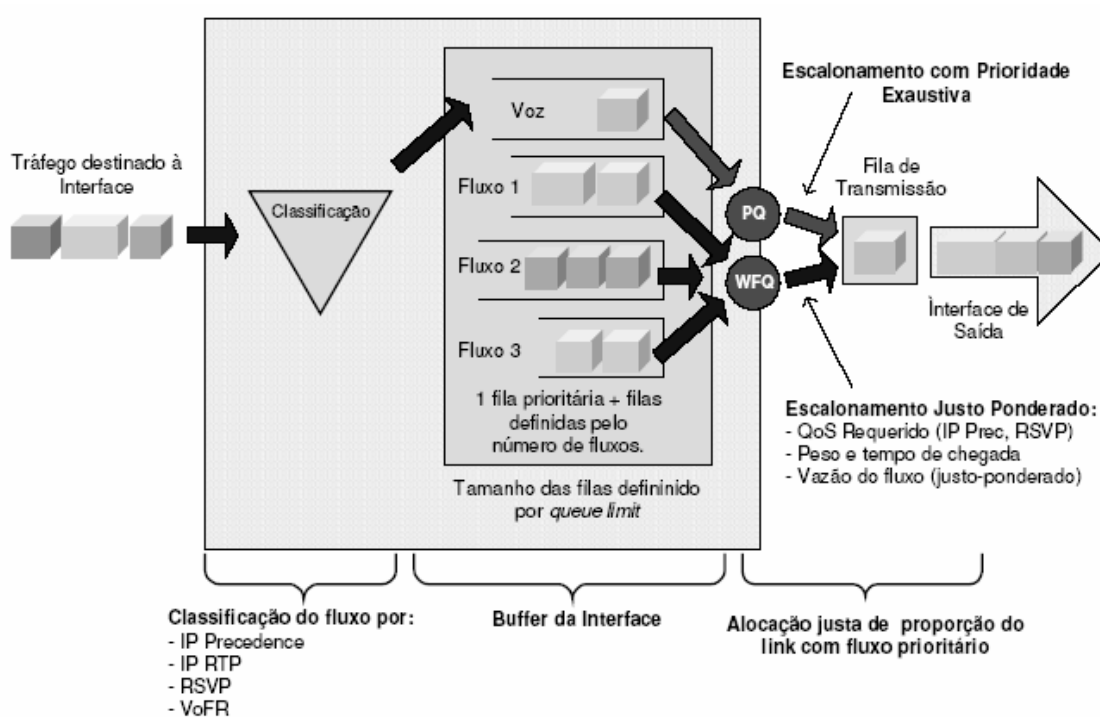 Tráfego destinado à
Interface
Classificação
Voz
Fluxo 1
Fluxo 2
Fluxo 3
1 fila prioritária + filas
definidas pelo
número de fluxos.
Tamanho das filas defininido
por queue limit
PQ
WFQ
Escalonamento com Prioridade
Exaustiva
Fila de
Transmissão
Ìnterface de
Saída
Escalonamento Justo Ponderado:
- QoS Requerido (IP Prec, RSVP)
- Peso e tempo de chegada
- Vazão do fluxo (justo-ponderado)
Classificação do fluxo por:
- IP Precedence
- IP RTP
- RSVP
- VoFR
Buffer da Interface
Alocação justa de proporção do
link com fluxo prioritário